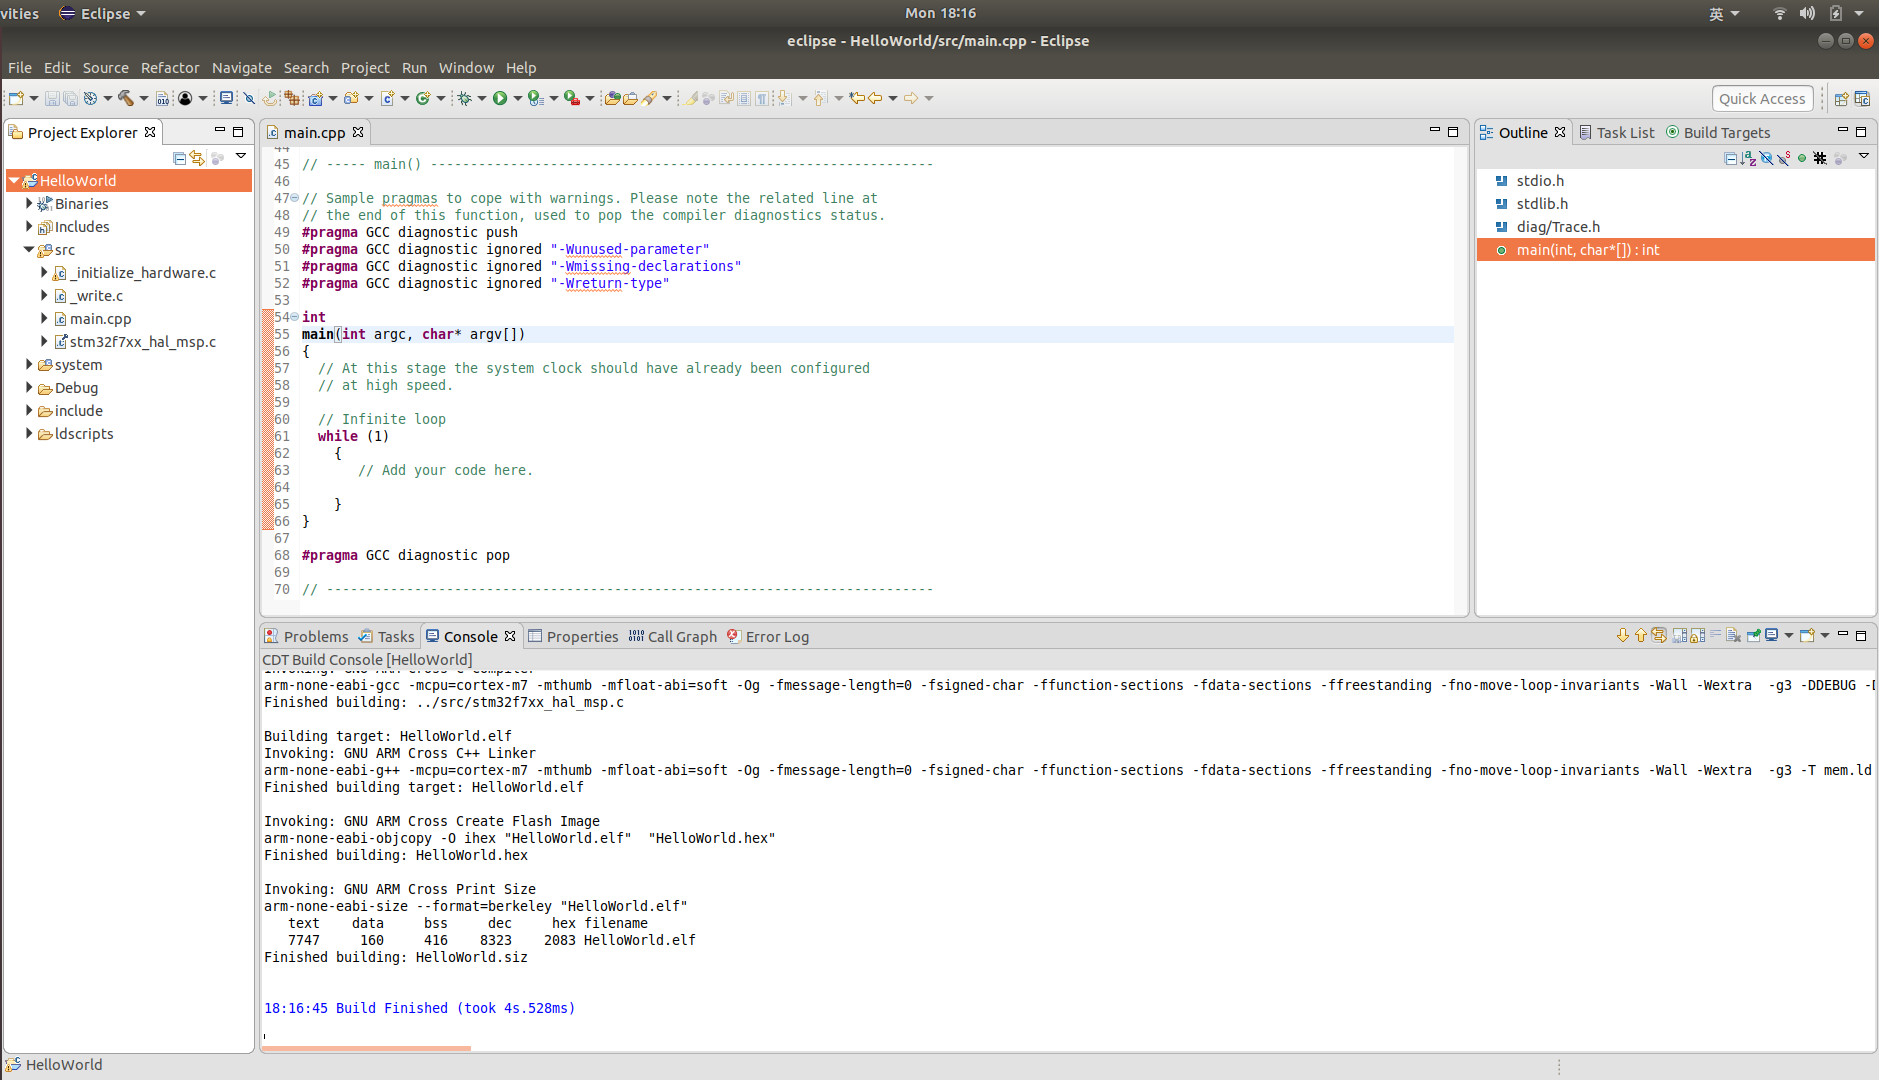 vities Eclipse Mon 18:16 英
eclipse - HelloWorld/src/main.cpp - Eclipse
File Edit Source Refactor Navigate Search Project Run Window Help
Quick Access
Project Explorer
HelloWorld
Binaries
Includes
src
_initialize_hardware.c
_write.c
main.cpp
stm32f7xx_hal_msp.c
system
Debug
include
ldscripts
main.cpp
44
45 // ----- main() ---------------------------------------------------------------
46
47 // Sample pragmas to cope with warnings. Please note the related line at
48 // the end of this function, used to pop the compiler diagnostics status.
49 #pragma GCC diagnostic push
50 #pragma GCC diagnostic ignored "-Wunused-parameter"
51 #pragma GCC diagnostic ignored "-Wmissing-declarations"
52 #pragma GCC diagnostic ignored "-Wreturn-type"
53
54 int
55 main(int argc, char* argv[])
56 {
57 // At this stage the system clock should have already been configured
58 // at high speed.
59
60 // Infinite loop
61 while (1)
62 {
63 // Add your code here.
64
65 }
66 }
67
68 #pragma GCC diagnostic pop
69
70 // ----------------------------------------------------------------------------
Outline Task List Build Targets
stdio.h
stdlib.h
diag/Trace.h
main(int, char*[]) : int
Problems Tasks Console Properties Call Graph Error Log
CDT Build Console [HelloWorld]
Invoking: GNU ARM Cross C Compiler
arm-none-eabi-gcc -mcpu=cortex-m7 -mthumb -mfloat-abi=soft -Og -fmessage-length=0 -fsigned-char -ffunction-sections -fdata-sections -ffreestanding -fno-move-loop-invariants -Wall -Wextra -g3 -DDEBUG -D
Finished building: ../src/stm32f7xx_hal_msp.c
Building target: HelloWorld.elf
Invoking: GNU ARM Cross C++ Linker
arm-none-eabi-g++ -mcpu=cortex-m7 -mthumb -mfloat-abi=soft -Og -fmessage-length=0 -fsigned-char -ffunction-sections -fdata-sections -ffreestanding -fno-move-loop-invariants -Wall -Wextra -g3 -T mem.ld
Finished building target: HelloWorld.elf
Invoking: GNU ARM Cross Create Flash Image
arm-none-eabi-objcopy -O ihex "HelloWorld.elf" "HelloWorld.hex"
Finished building: HelloWorld.hex
Invoking: GNU ARM Cross Print Size
arm-none-eabi-size --format=berkeley "HelloWorld.elf"
text data bss dec hex filename
7747 160 416 8323 2083 HelloWorld.elf
Finished building: HelloWorld.siz
18:16:45 Build Finished (took 4s.528ms)
HelloWorld